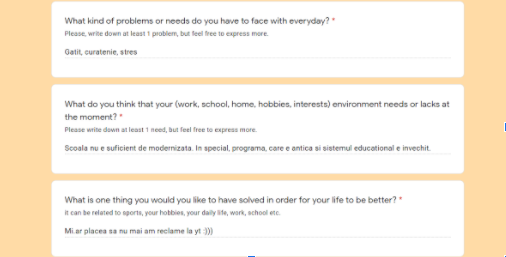 What kind of problems or needs do you have to face with everyday? *
Please, write down at least 1 problem, but feel free to express more.
Gatit, curatenie, stres
What do you think that your (work, school, home, hobbies, interests) environment needs or lacks at
the moment? *
Please write down at least 1 need, but feel free to express more.
Scoala nu e suficient de modernizata. In special, programa, care e antica si sistemul educational e invechit.
What is one thing you would you like to have solved in order for your life to be better? *
It can be related to sports, your hobbies, your daily life, work, school etc.
Mi.ar placea sa nu mai am reclame la yt :)))